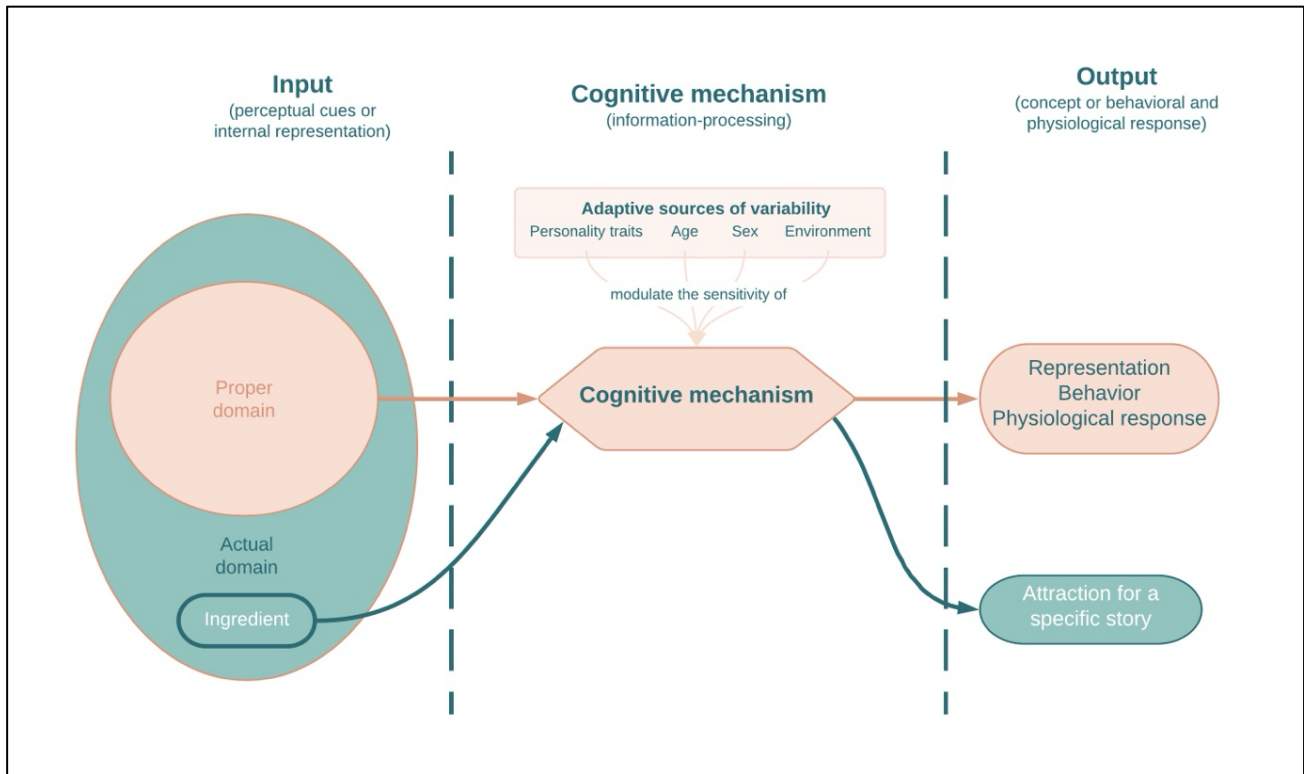 Input
(perceptual cues or
internal representation)
Cognitive mechanism
(information-processing)
Output
(concept or behavioral and
physiological response)
Adaptive sources of variability
Personality traits Age Sex Environment
modulate the sensitivity of
Proper
domain
Cognitive mechanism
Representation
Behavior
Physiological response
Actual
domain
Ingredient
Attraction for a
specific story